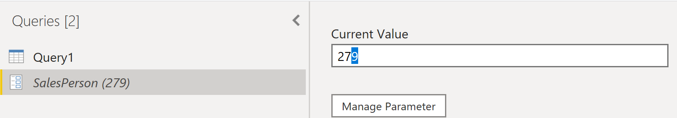 Queries [2]
Query1
SalesPerson (279)
Current Value
279
Manage Parameter